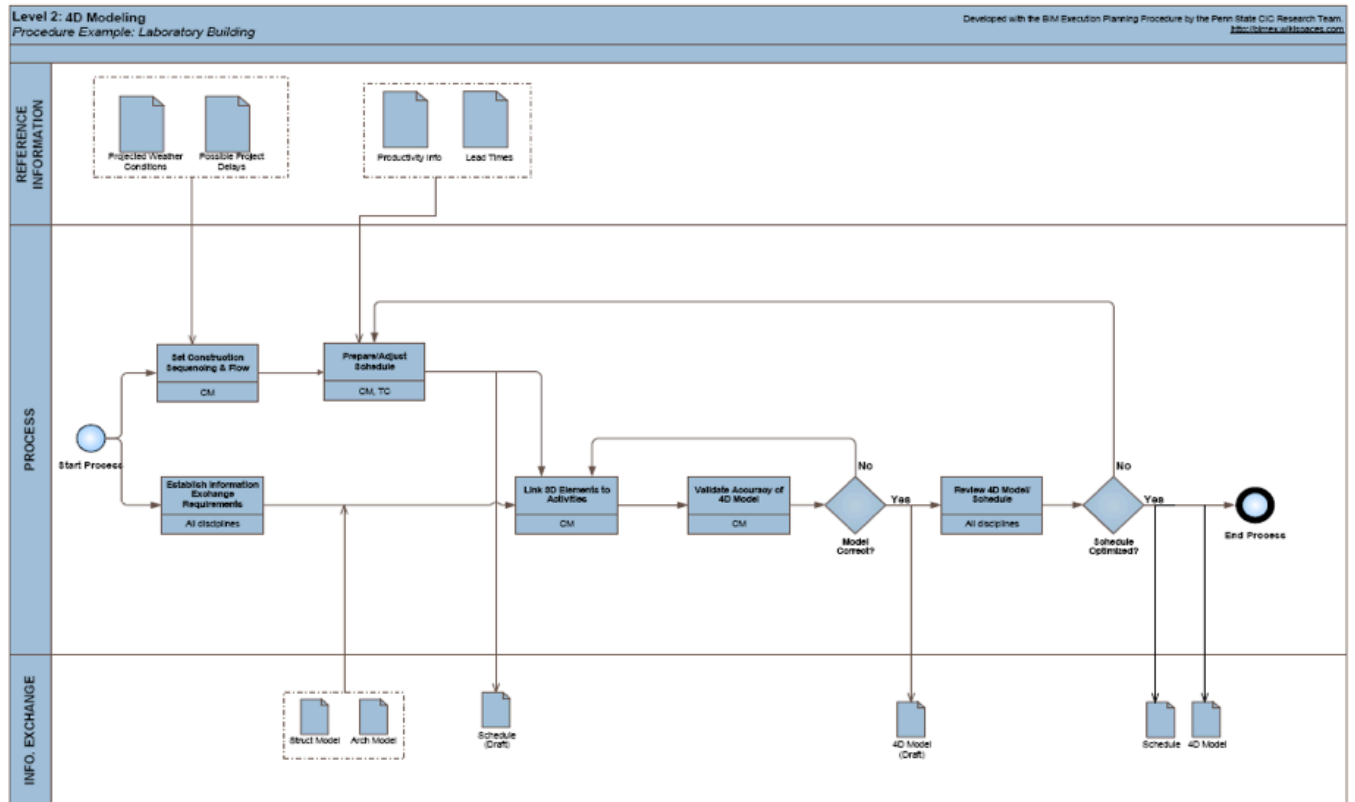 Level 2: 4D Modeling
Procedure Example: Laboratory Building
Developed with the BIM Execution Planning Procedure by the Penn State CIC Research Team.
http://bimex.wikispaces.com
REFERENCE
INFORMATION
Projected Weather
Conditions
Possible Project
Delays
Productivity Info
Lead Times
PROCESS
Start Process
Set Construction
Sequencing & Flow
CM
Prepare/Adjust
Schedule
CM, TC
Establish Information
Exchange
Requirements
All disciplines
Link 3D Elements to
Activities
CM
Validate Accuracy of
4D Model
CM
No
Yes
Model
Correct?
Review 4D Model/
Schedule
All disciplines
No
Yes
Schedule
Optimized?
End Process
INFO. EXCHANGE
Struct Model
Arch Model
Schedule
(Draft)
4D Model
(Draft)
Schedule
4D Model